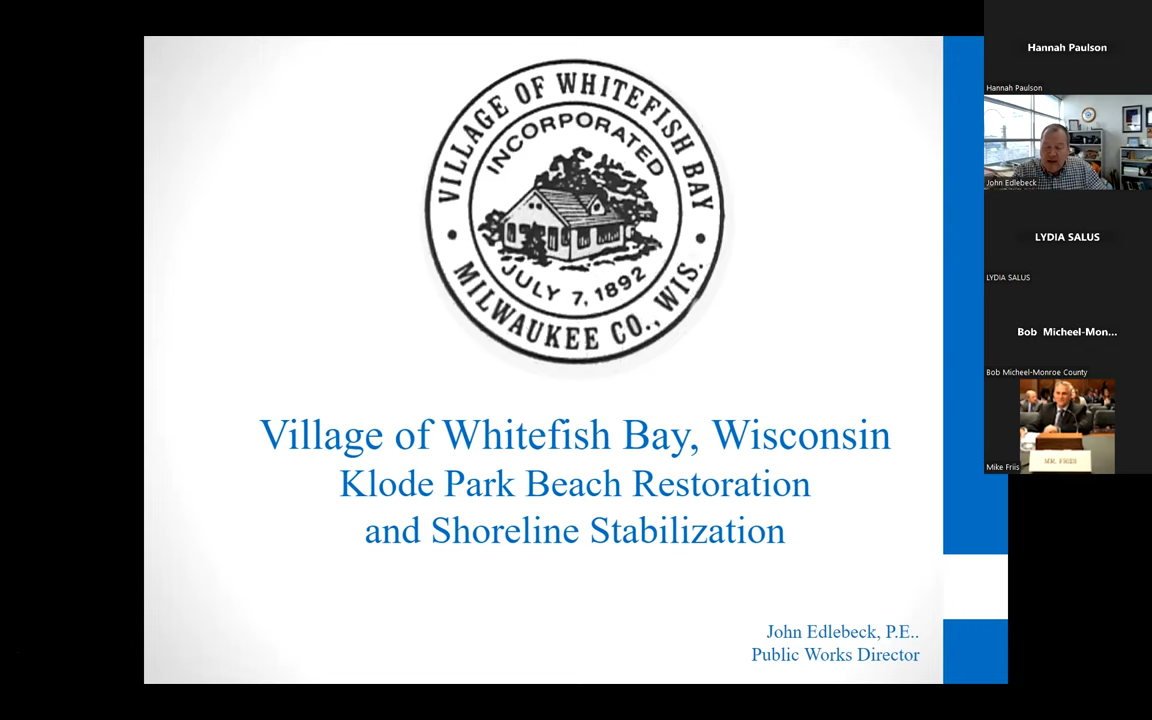 VILLAGE OF WHITEFISH BAY
INCORPORATED
JULY 7, 1892
MILWAUKEE CO., WIS.
Village of Whitefish Bay, Wisconsin
Klode Park Beach Restoration
and Shoreline Stabilization
John Edlebeck, P.E..
Public Works Director
Hannah Paulson
Hannah Paulson
John Edlebeck
LYDIA SALUS
LYDIA SALUS
Bob Micheel-Mon...
Bob Micheel-Monroe County
MR. FRIIS
Mike Friis